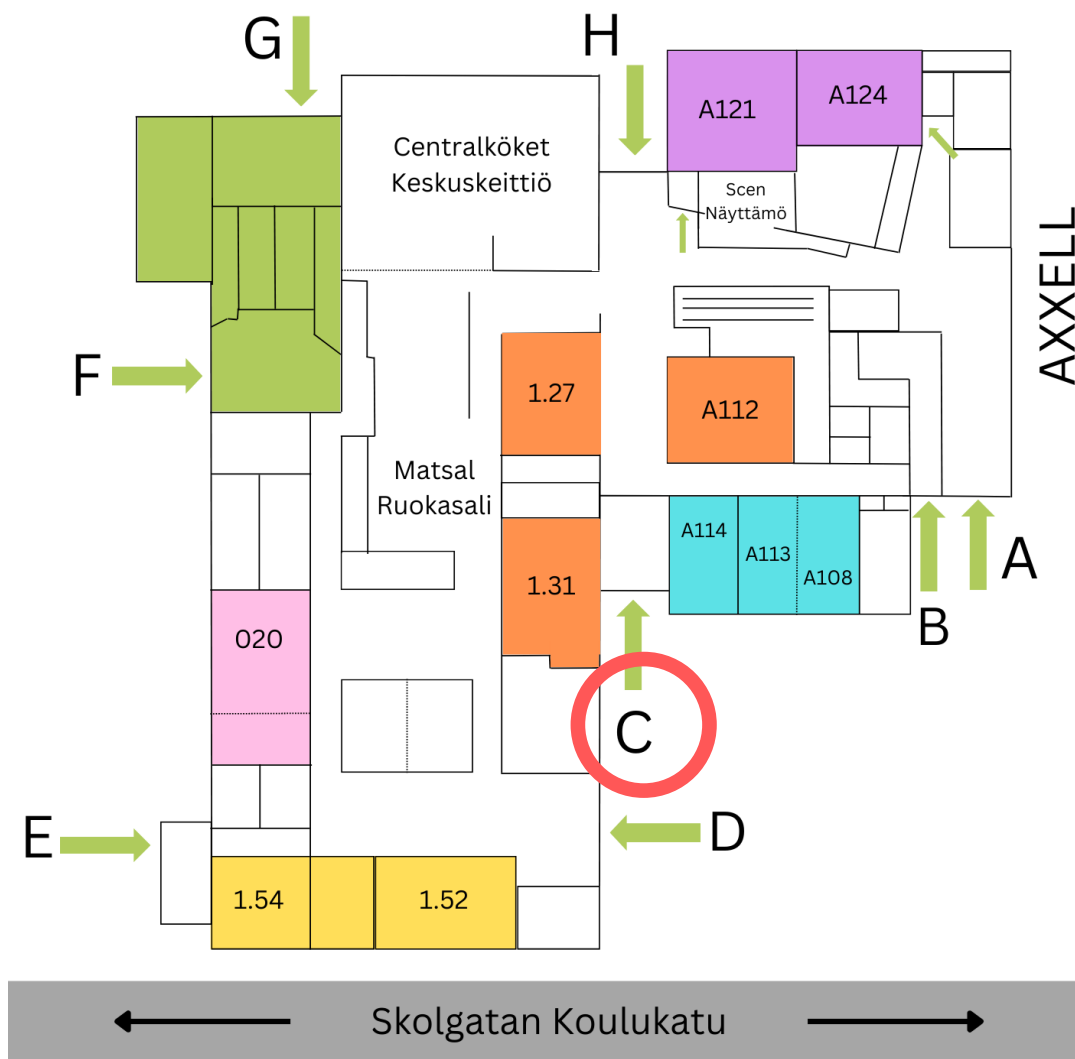 G
H
A121
A124
Centralköket
Keskuskeittiö
Scen
Näyttämö
AXXELL
F
1.27
A112
Matsal
Ruokasali
A114
A113
A108
1.31
A
B
020
C
E
D
1.54
1.52
Skolgatan Koulukatu